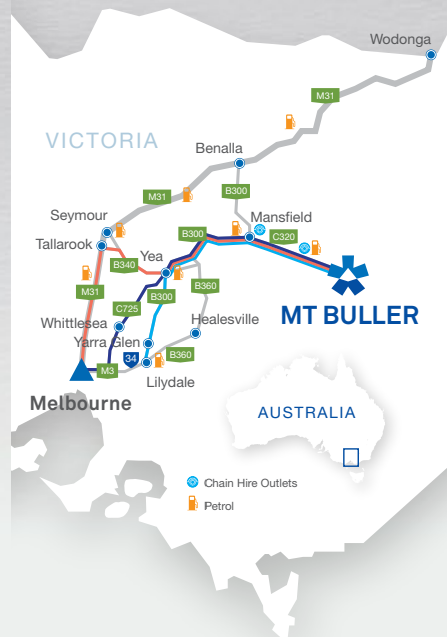 Wodonga
M31
VICTORIA
Benalla
M31
B300
Seymour
Mansfield
Tallarook
B300
C320
B340
Yea
M31
B300
B360
C725
MT BULLER
Whittlesea
Healesville
Yarra Glen
34
B360
M3
Lilydale
Melbourne
AUSTRALIA
Chain Hire Outlets
Petrol